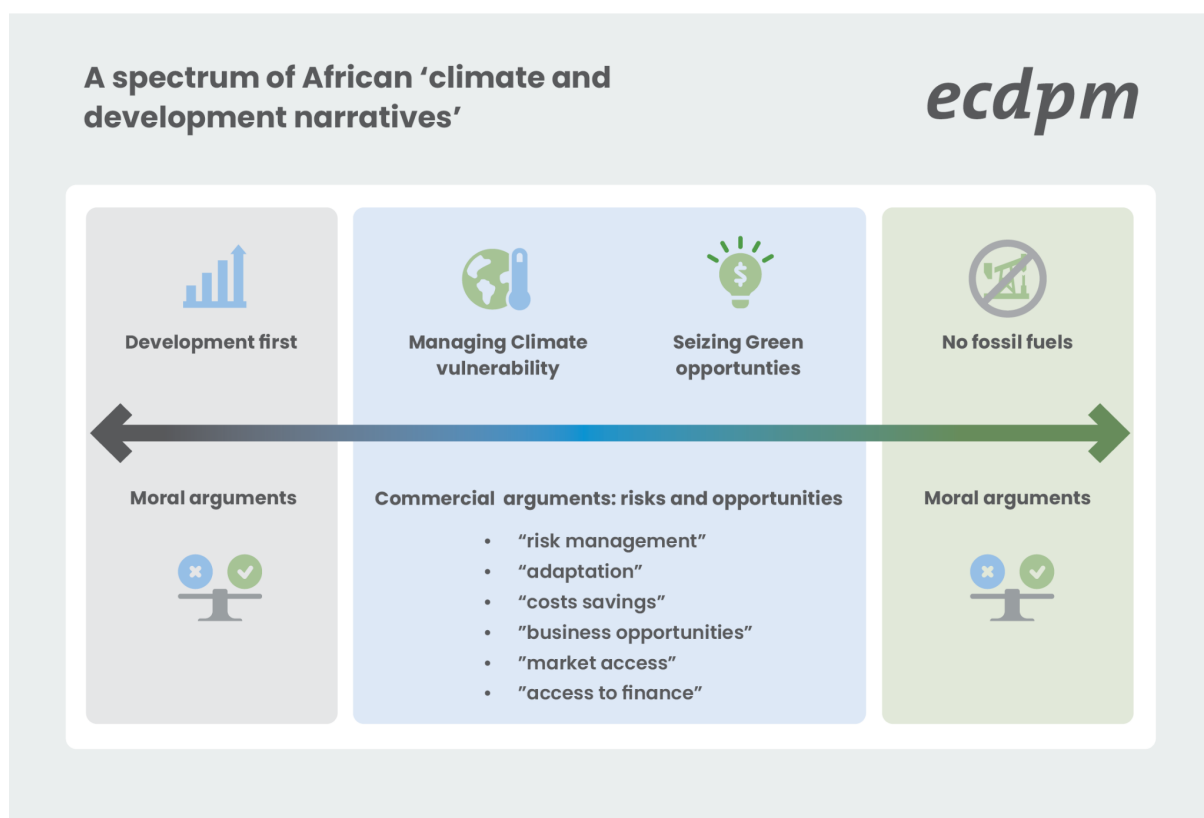 A spectrum of African ‘climate and
development narratives’
ecdpm
Development first
Managing Climate
vulnerability
Seizing Green
opportunties
No fossil fuels
Moral arguments
Commercial arguments: risks and opportunities
• “risk management”
• “adaptation”
• “costs savings”
• ”business opportunities”
• ”market access”
• ”access to finance”
Moral arguments